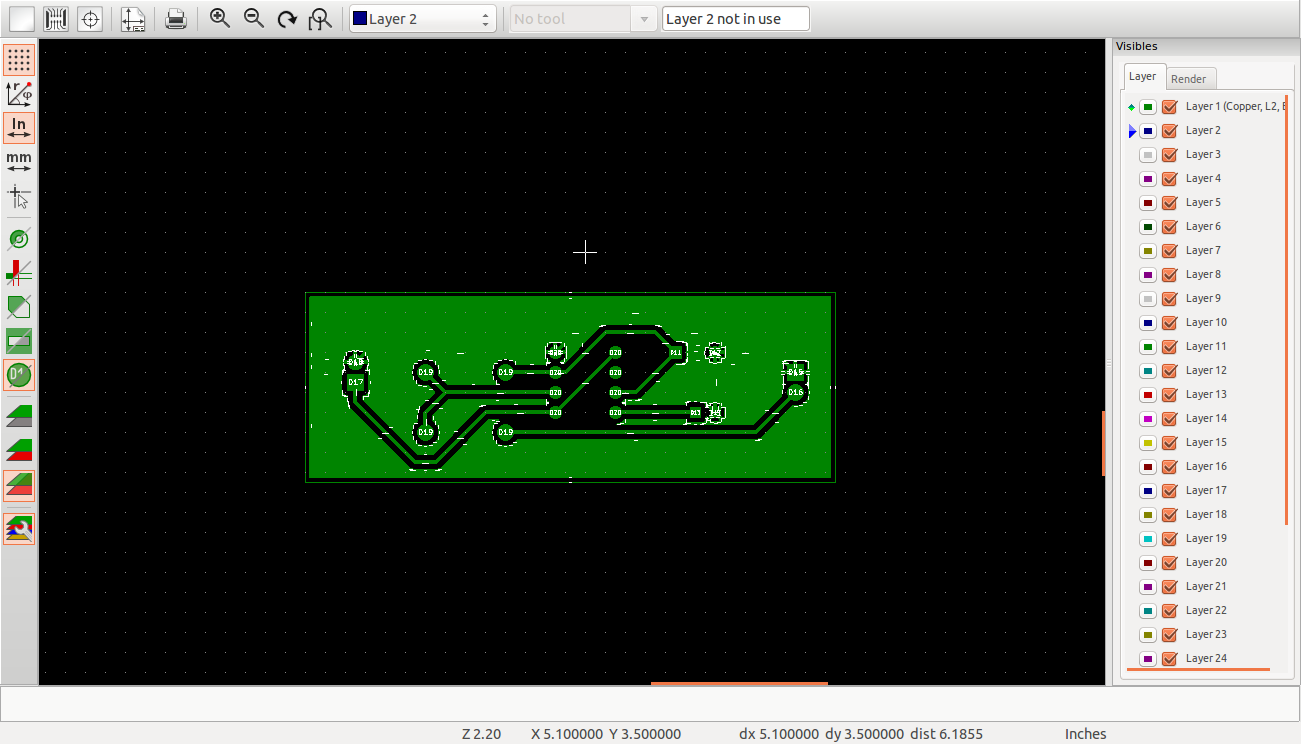 Layer 2
No tool
Layer 2 not in use
Visibles
Layer
Render
r
φ
In
mm
D
Layer 1 (Copper, L2,
Layer 2
Layer 3
Layer 4
Layer 5
Layer 6
Layer 7
Layer 8
Layer 9
Layer 10
Layer 11
Layer 12
Layer 13
Layer 14
Layer 15
Layer 16
Layer 17
Layer 18
Layer 19
Layer 20
Layer 21
Layer 22
Layer 23
Layer 24
D20
D11
D20
D19
D19
D20
D20
D17
D15
D20
D20
D16
D20
D20
D13
D19
D19
Z 2.20
X 5.100000 Y 3.500000
dx 5.100000 dy 3.500000 dist 6.1855
Inches